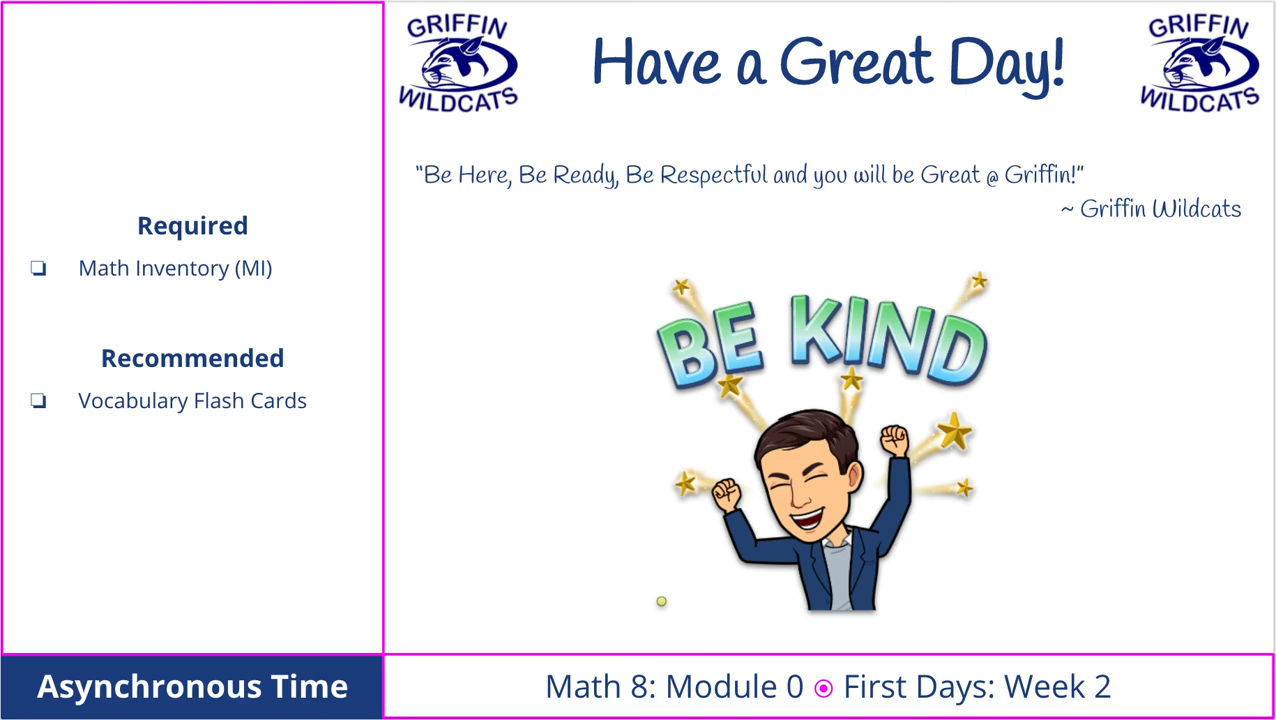 Required
❏ Math Inventory (MI)
Recommended
❏ Vocabulary Flash Cards
Asynchronous Time
GRIFFIN
WILDCATS
Have a Great Day!
GRIFFIN
WILDCATS
“Be Here, Be Ready, Be Respectful and you will be Great @ Griffin!”
~ Griffin Wildcats
BE KIND
Math 8: Module 0 ⦿ First Days: Week 2